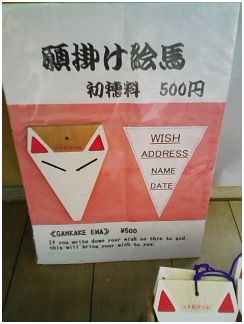 願掛け絵馬
初穂料 500円
WISH
ADDRESS
NAME
DATE
《GANKAKE EMA》 ¥500
If you write down your wish on this to god,
this will bring your wish to you.